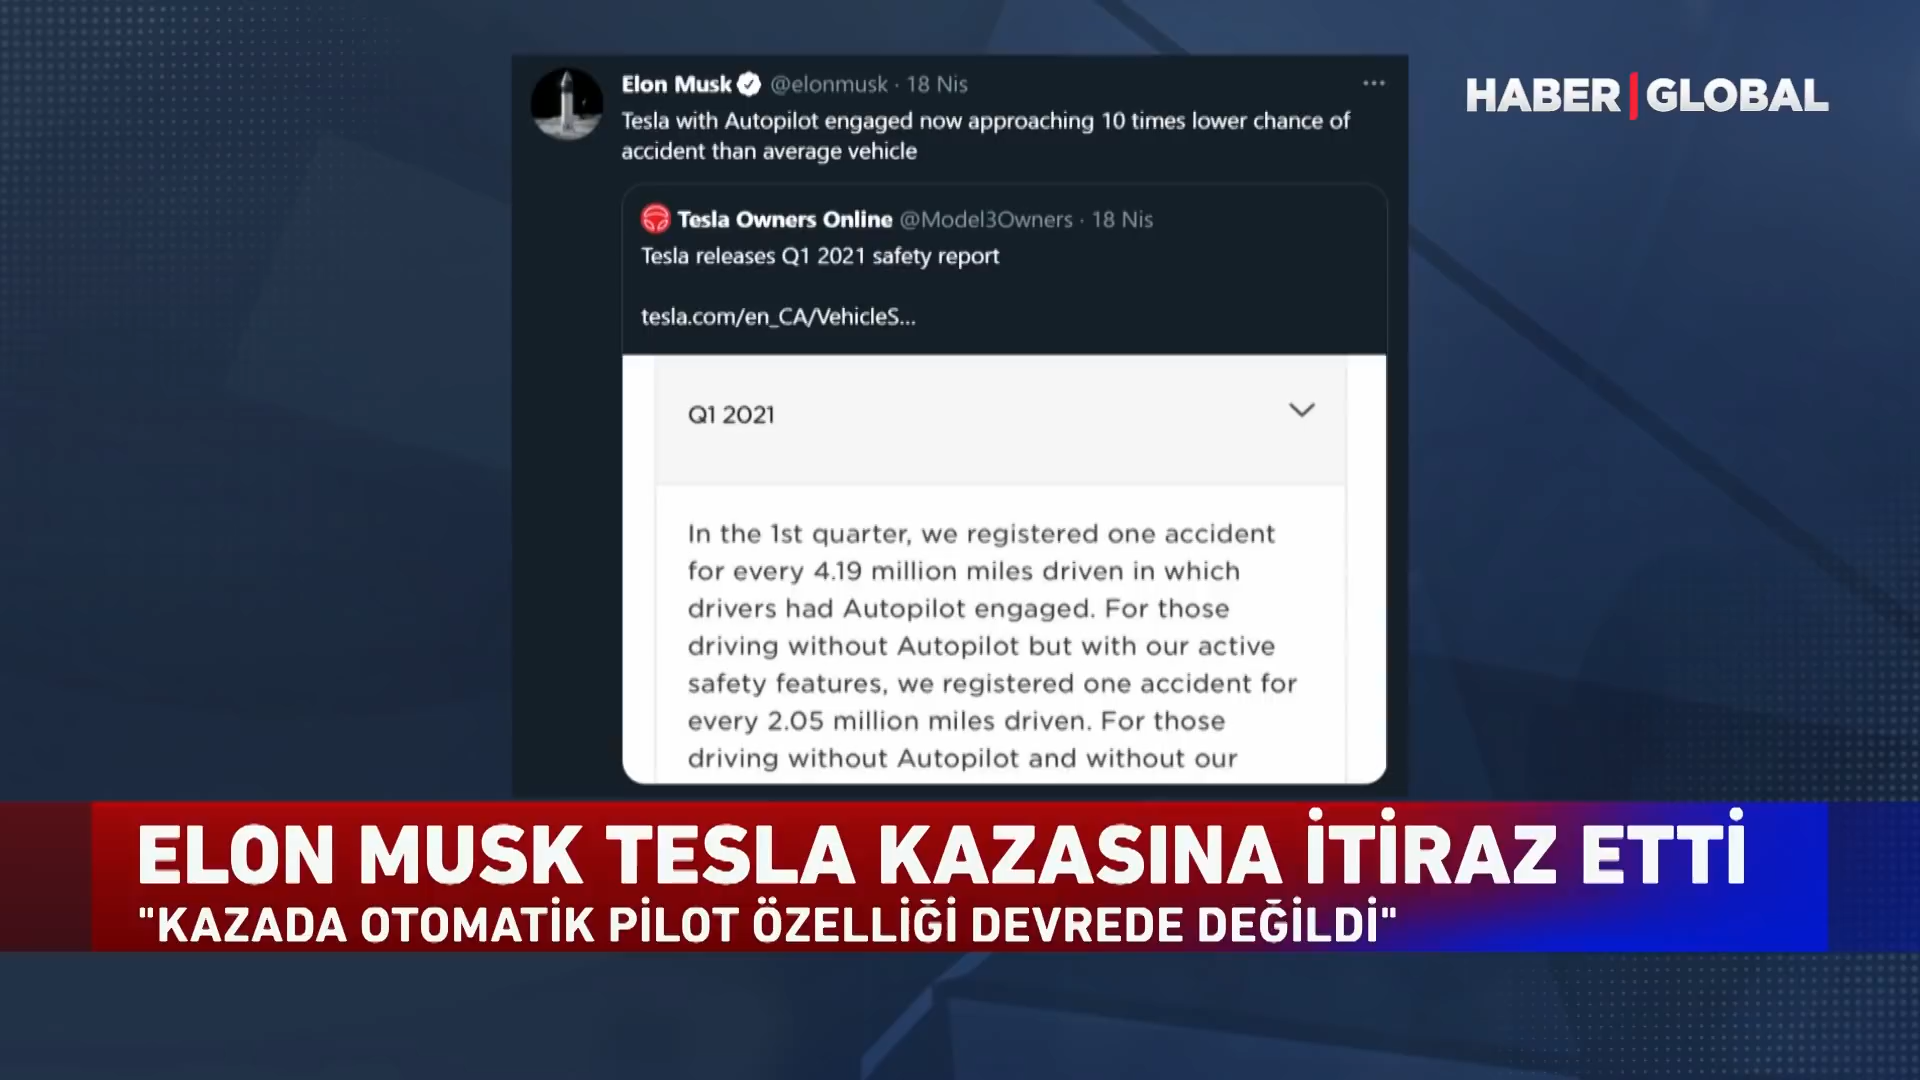 HABER GLOBAL
Elon Musk @elonmusk · 18 Nis
Tesla with Autopilot engaged now approaching 10 times lower chance of
accident than average vehicle
Tesla Owners Online @Model3Owners · 18 Nis
Tesla releases Q1 2021 safety report
tesla.com/en_CA/VehicleS...
Q1 2021
In the 1st quarter, we registered one accident
for every 4.19 million miles driven in which
drivers had Autopilot engaged. For those
driving without Autopilot but with our active
safety features, we registered one accident for
every 2.05 million miles driven. For those
driving without Autopilot and without our
ELON MUSK TESLA KAZASINA İTİRAZ ETTİ
"KAZADA OTOMATİK PİLOT ÖZELLİĞİ DEVREDE DEĞİLDİ"